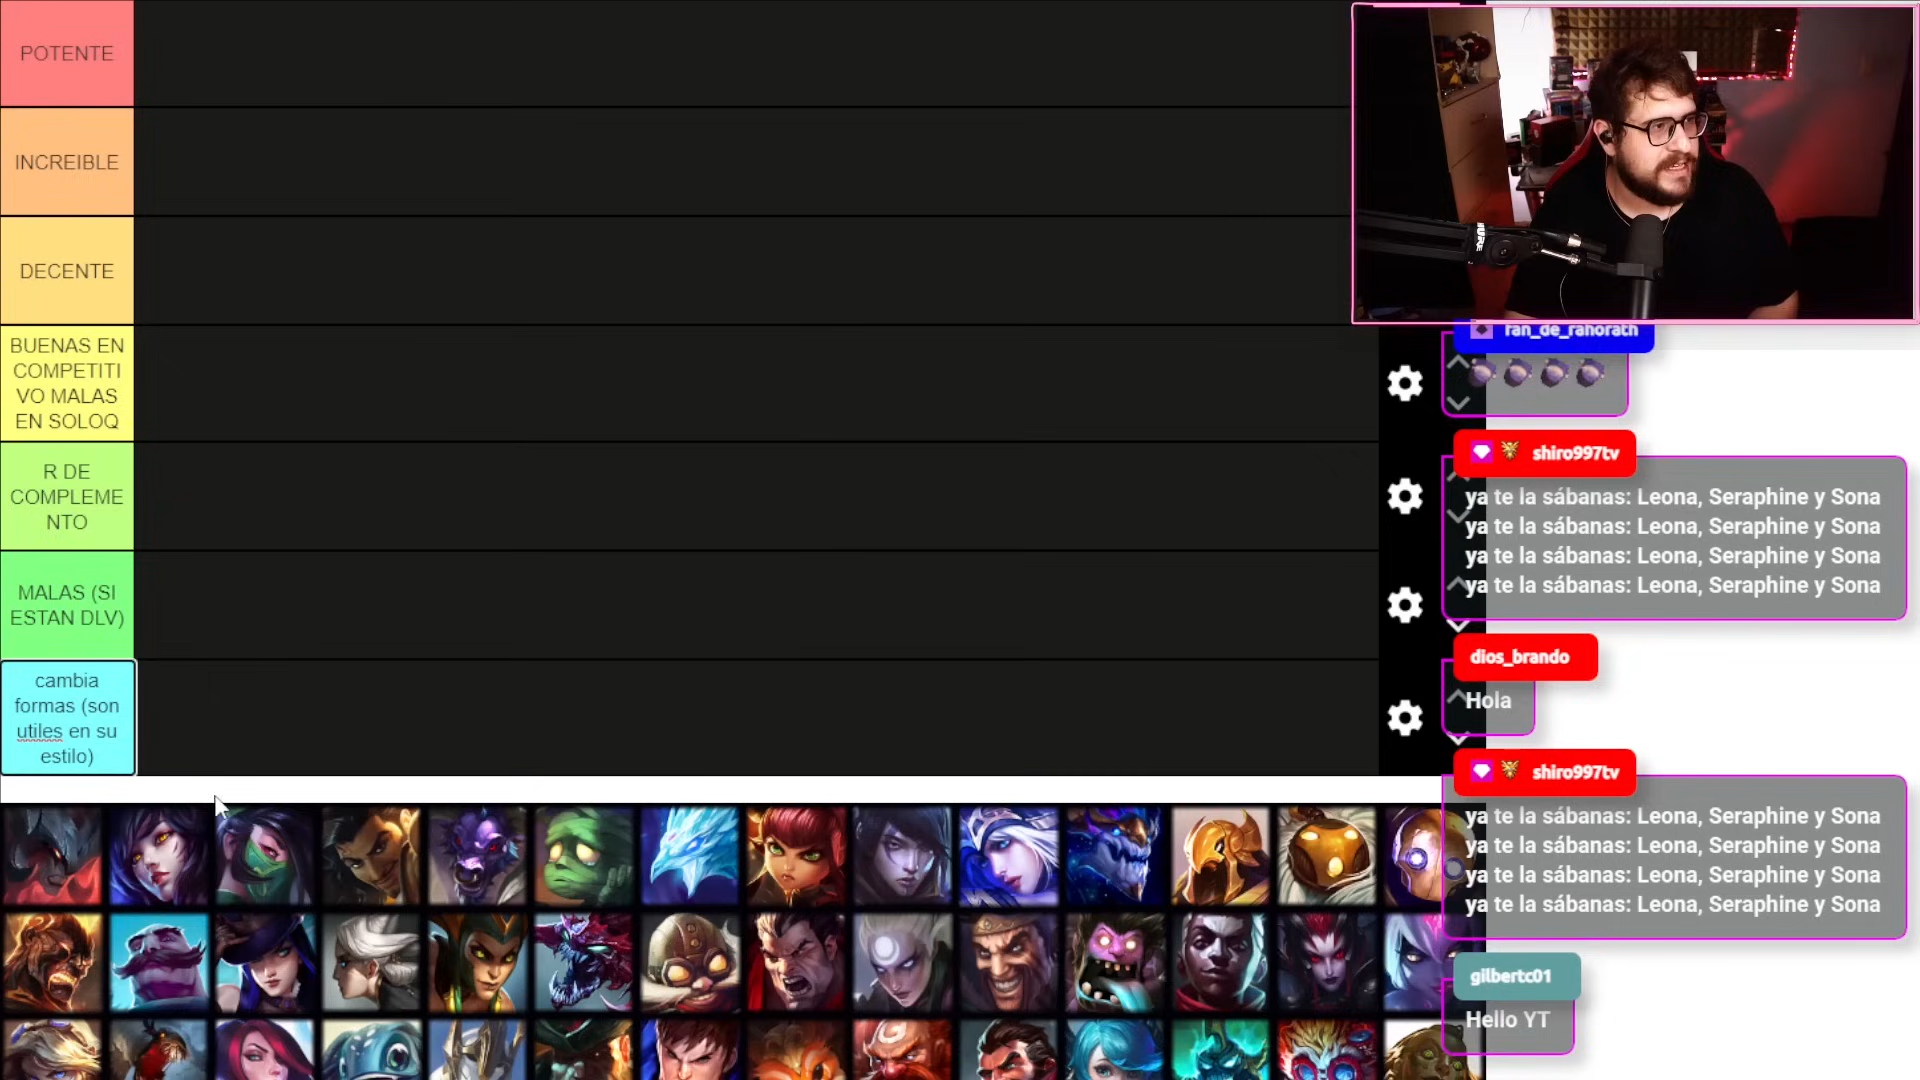 POTENTE
INCREIBLE
DECENTE
BUENAS EN
COMPETITI
VO MALAS
EN SOLOQ
R DE
COMPLEME
NTO
MALAS (SI
ESTAN DLV)
cambia
formas (son
utiles en su
estilo)
SHURE
fan_de_rahorath
shiro997tv
ya te la sábanas: Leona, Seraphine y Sona
ya te la sábanas: Leona, Seraphine y Sona
ya te la sábanas: Leona, Seraphine y Sona
ya te la sábanas: Leona, Seraphine y Sona
dios_brando
Hola
shiro997tv
ya te la sábanas: Leona, Seraphine y Sona
ya te la sábanas: Leona, Seraphine y Sona
ya te la sábanas: Leona, Seraphine y Sona
ya te la sábanas: Leona, Seraphine y Sona
gilbertc01
Hello YT